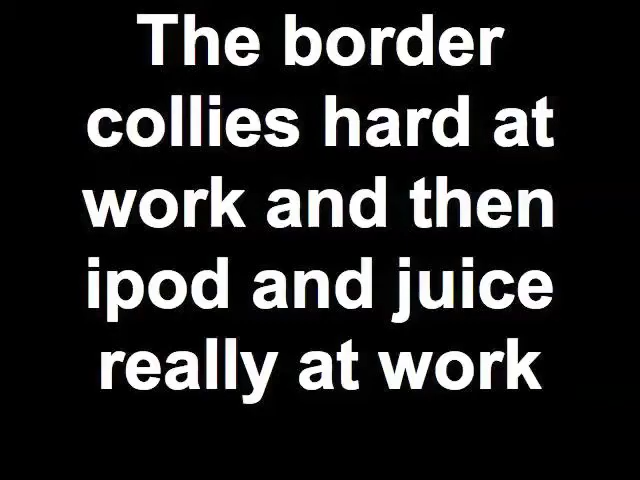 The border
collies hard at
work and then
ipod and juice
really at work